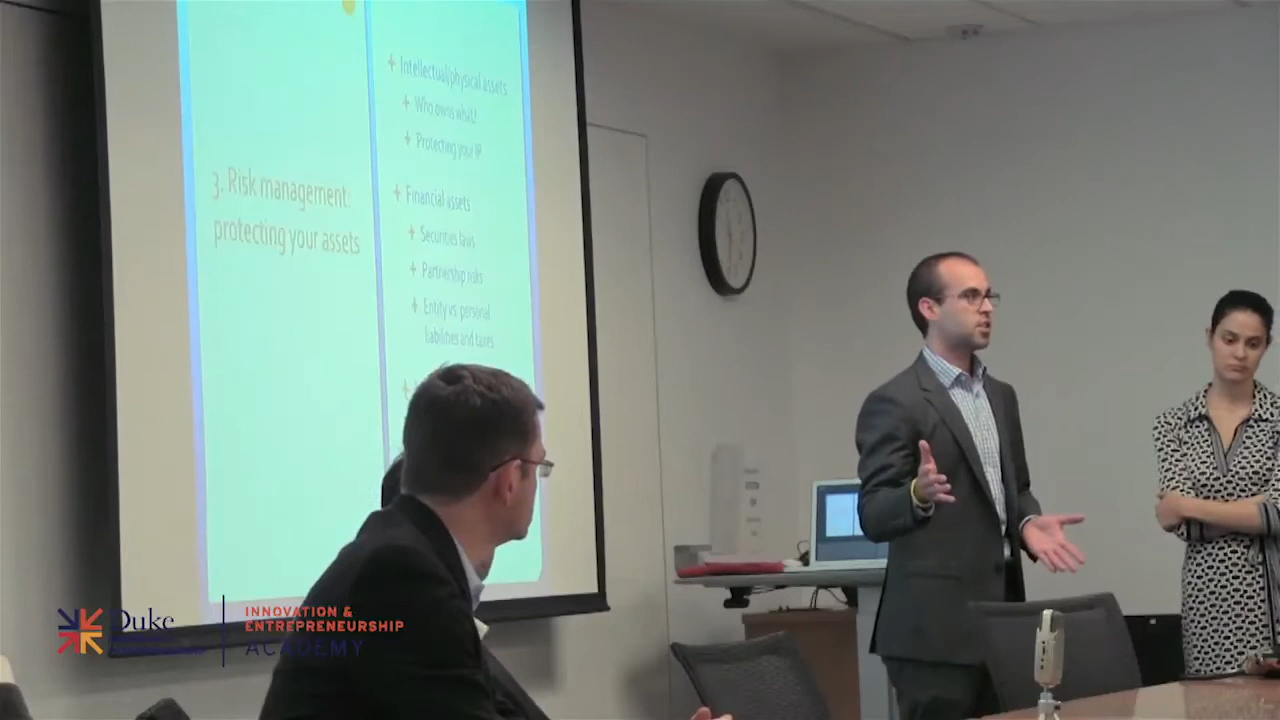 3. Risk management:
protecting your assets
+ Intellectual/physical assets
+ Who owns what?
+ Protecting your IP
+ Financial assets
+ Securities laws
+ Partnership risks
+ Entity vs. personal
liabilities and taxes
Duke
INNOVATION &
ENTREPRENEURSHIP
ACADEMY